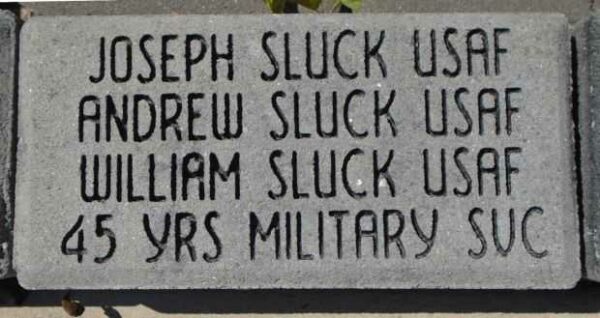 JOSEPH SLUCK USAF
ANDREW SLUCK USAF
WILLIAM SLUCK USAF
45 YRS MILITARY SVC